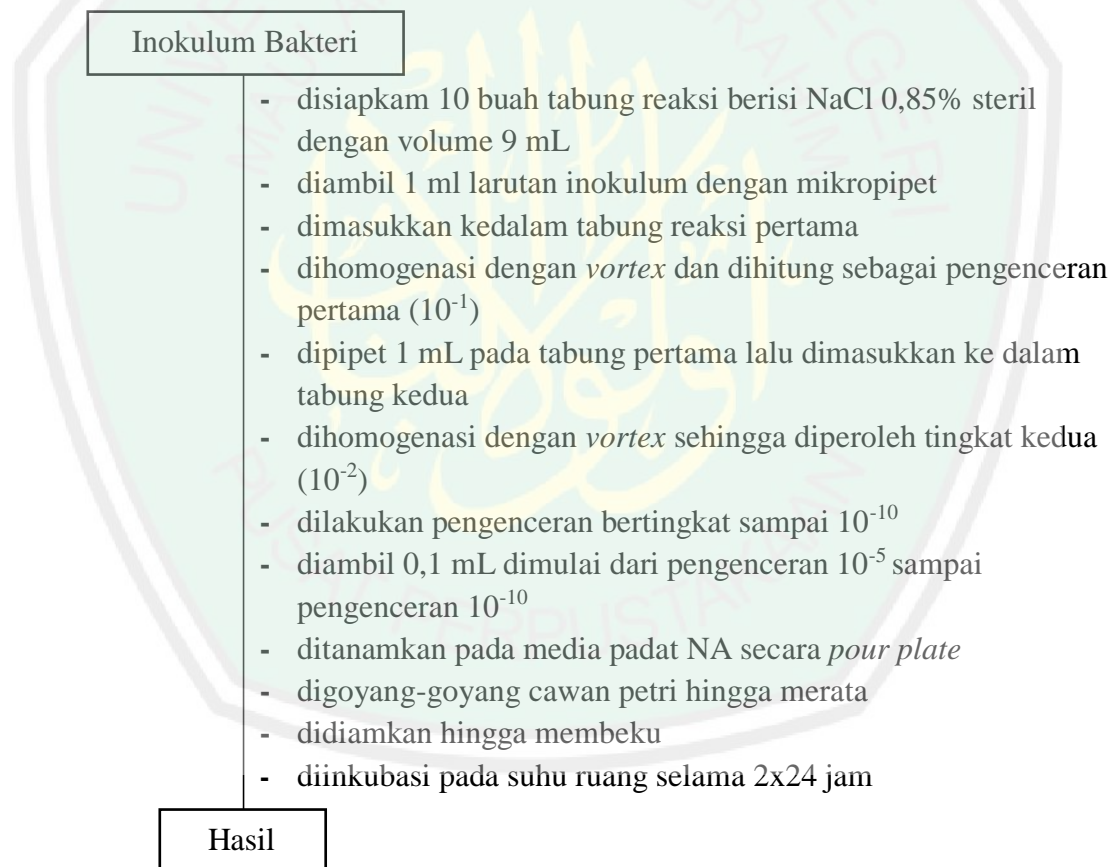 Inokulum Bakteri
- disiapkam 10 buah tabung reaksi berisi NaCl 0,85% steril
dengan volume 9 mL
- diambil 1 ml larutan inokulum dengan mikropipet
- dimasukkan kedalam tabung reaksi pertama
- dihomogenasi dengan vortex dan dihitung sebagai pengenceran
pertama (10⁻¹)
- dipipet 1 mL pada tabung pertama lalu dimasukkan ke dalam
tabung kedua
- dihomogenasi dengan vortex sehingga diperoleh tingkat kedua
(10⁻²)
- dilakukan pengenceran bertingkat sampai 10⁻¹⁰
- diambil 0,1 mL dimulai dari pengenceran 10⁻⁵ sampai
pengenceran 10⁻¹⁰
- ditanamkan pada media padat NA secara pour plate
- digoyang-goyang cawan petri hingga merata
- didiamkan hingga membeku
- diinkubasi pada suhu ruang selama 2x24 jam
Hasil
PUSAT PERPUSTAKAAN